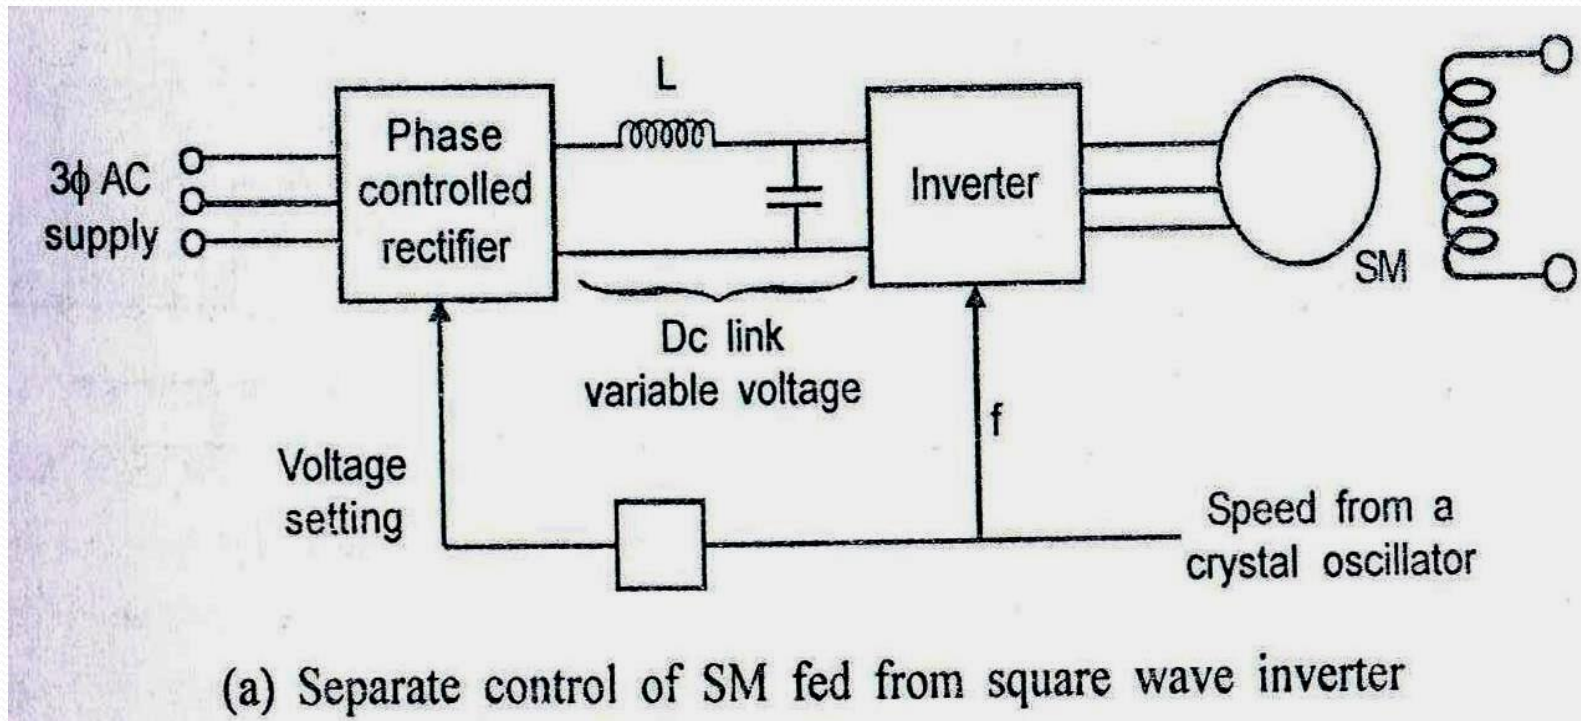 3ϕ AC
supply
Phase
controlled
rectifier
L
Inverter
SM
Dc link
variable voltage
f
Voltage
setting
Speed from a
crystal oscillator
(a) Separate control of SM fed from square wave inverter